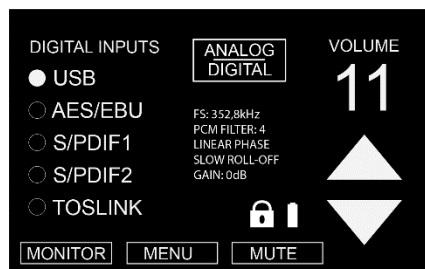 DIGITAL INPUTS
USB
AES/EBU
S/PDIF1
S/PDIF2
TOSLINK
ANALOG
DIGITAL
FS: 352,8kHz
PCM FILTER: 4
LINEAR PHASE
SLOW ROLL-OFF
GAIN: 0dB
VOLUME
11
MONITOR
MENU
MUTE